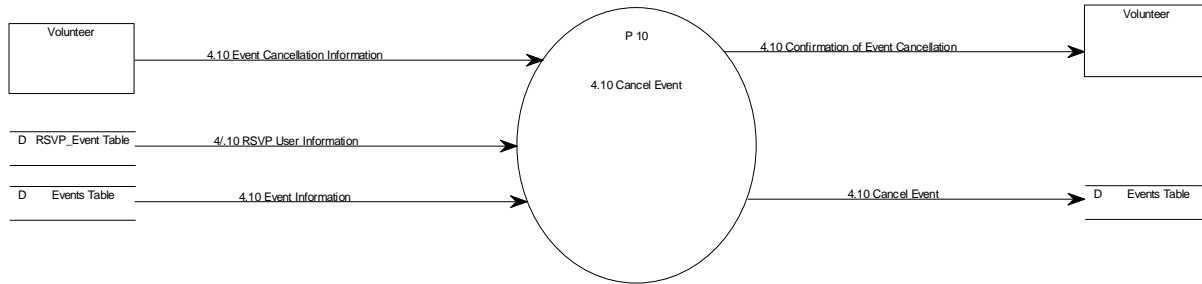 Volunteer
4.10 Event Cancellation Information
P 10
4.10 Cancel Event
4.10 Confirmation of Event Cancellation
Volunteer
D RSVP_Event Table
4/.10 RSVP User Information
D Events Table
4.10 Event Information
4.10 Cancel Event
D Events Table